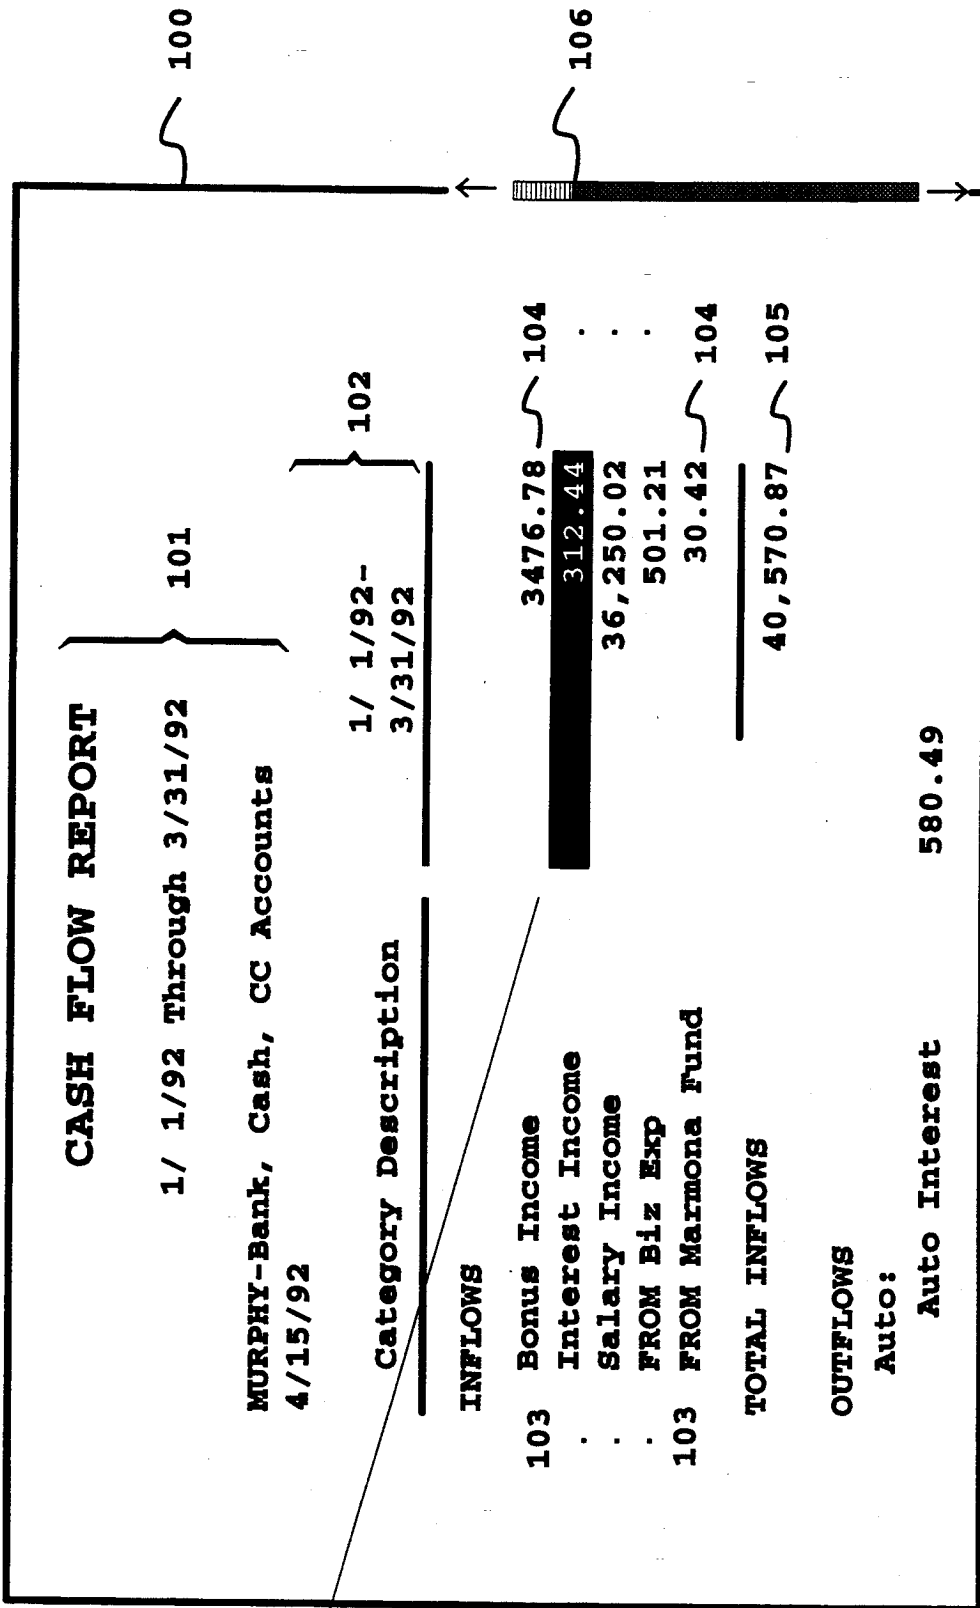 100
CASH FLOW REPORT
1/ 1/92 Through 3/31/92
101
MURPHY-Bank, Cash, CC Accounts
4/15/92
102
1/ 1/92-
Category Description 3/31/92
INFLOWS
103 Bonus Income 3476.78 104
. Interest Income 312.44 .
. Salary Income 36,250.02 .
. FROM Biz Exp 501.21 .
103 FROM Marmona Fund 30.42 104
TOTAL INFLOWS 40,570.87 105
106
OUTFLOWS
Auto:
Auto Interest 580.49